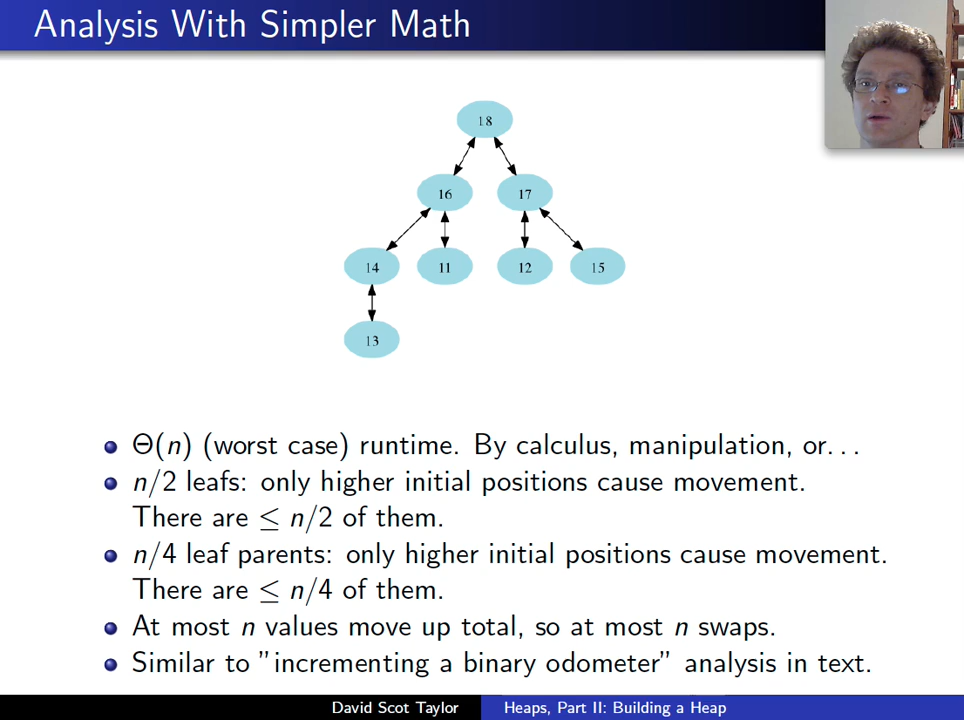 Analysis With Simpler Math
18
16 17
14 11 12 15
13
Θ(n) (worst case) runtime. By calculus, manipulation, or...
n/2 leafs: only higher initial positions cause movement.
There are ≤ n/2 of them.
n/4 leaf parents: only higher initial positions cause movement.
There are ≤ n/4 of them.
At most n values move up total, so at most n swaps.
Similar to "incrementing a binary odometer" analysis in text.
David Scot Taylor Heaps, Part II: Building a Heap